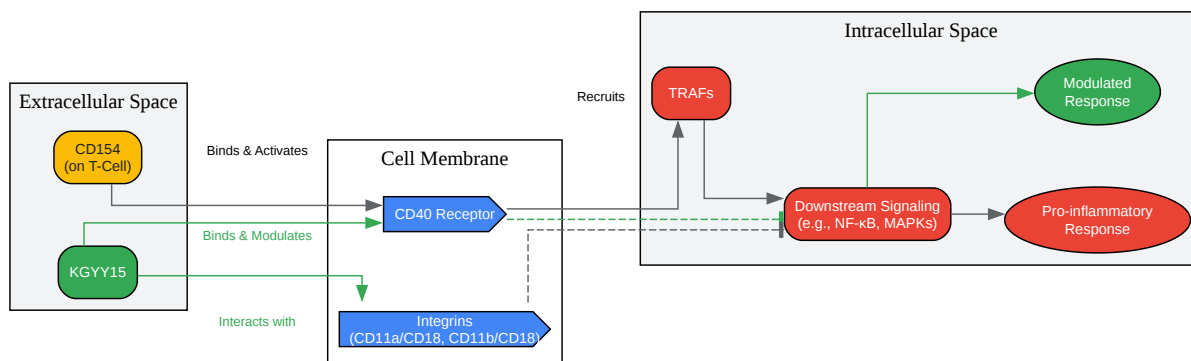 Extracellular Space
CD154
(on T-Cell)
KGYY15
Binds & Activates
Binds & Modulates
Interacts with
Cell Membrane
CD40 Receptor
Integrins
(CD11a/CD18, CD11b/CD18)
Recruits
Intracellular Space
TRAFs
Downstream Signaling
(e.g., NF-κB, MAPKs)
Modulated
Response
Pro-inflammatory
Response